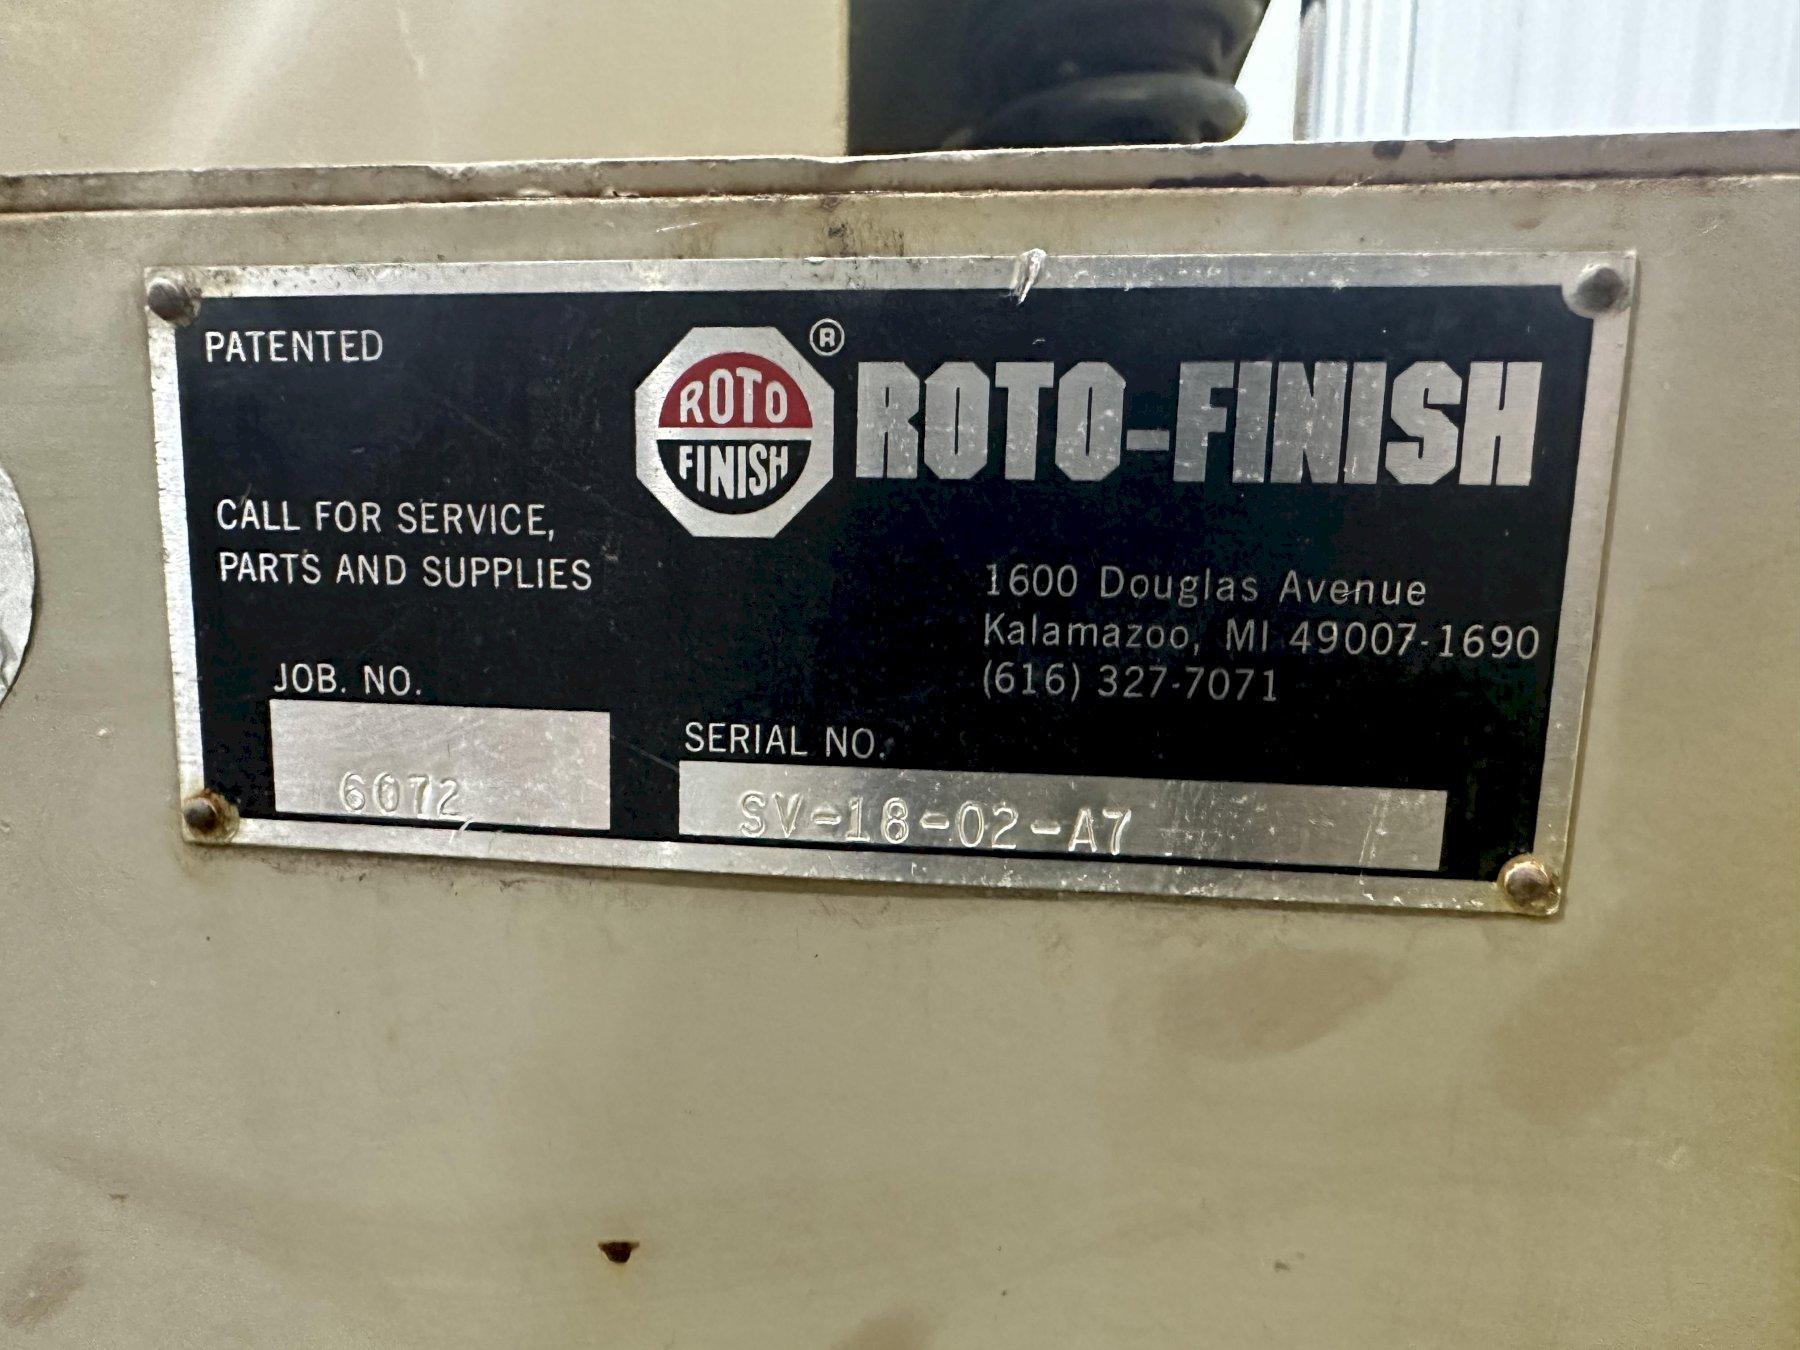 PATENTED
ROTO
FINISH
®
ROTO-FINISH
CALL FOR SERVICE,
PARTS AND SUPPLIES
1600 Douglas Avenue
Kalamazoo, MI 49007-1690
(616) 327-7071
JOB. NO.
6072
SERIAL NO.
SV-18-02-A7